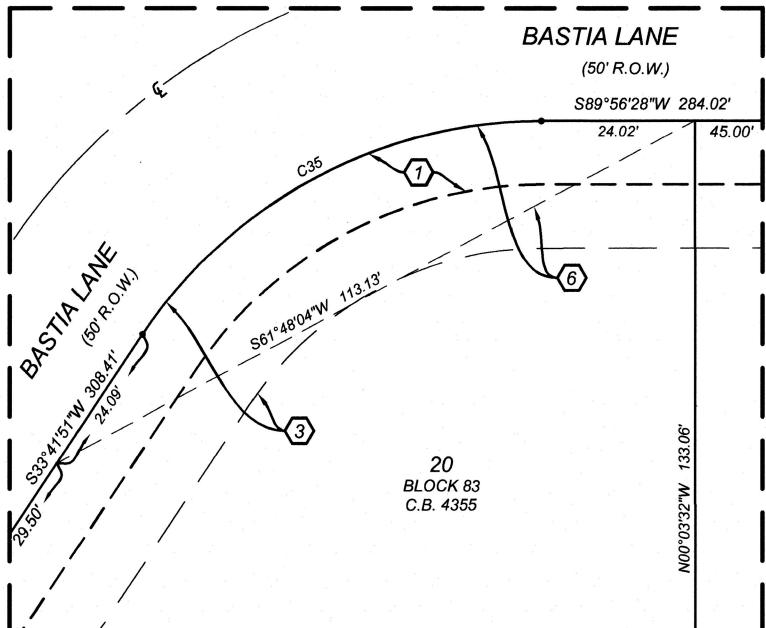 BASTIA LANE
(50' R.O.W.)
S89°56'28"W 284.02'
24.02'
45.00'
℄
C35
1
BASTIA LANE
(50' R.O.W.)
6
S61°48'04"W 113.13'
S33°41'51"W 308.41'
24.09'
29.50'
3
20
BLOCK 83
C.B. 4355
N00°03'32"W 133.06'